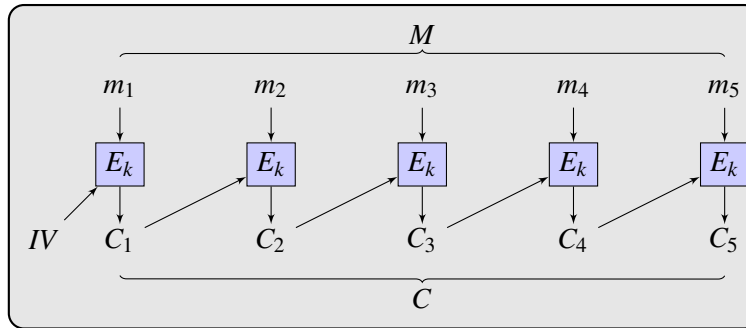 M
m₁ m₂ m₃ m₄ m₅
Eₖ Eₖ Eₖ Eₖ Eₖ
IV C₁ C₂ C₃ C₄ C₅
C